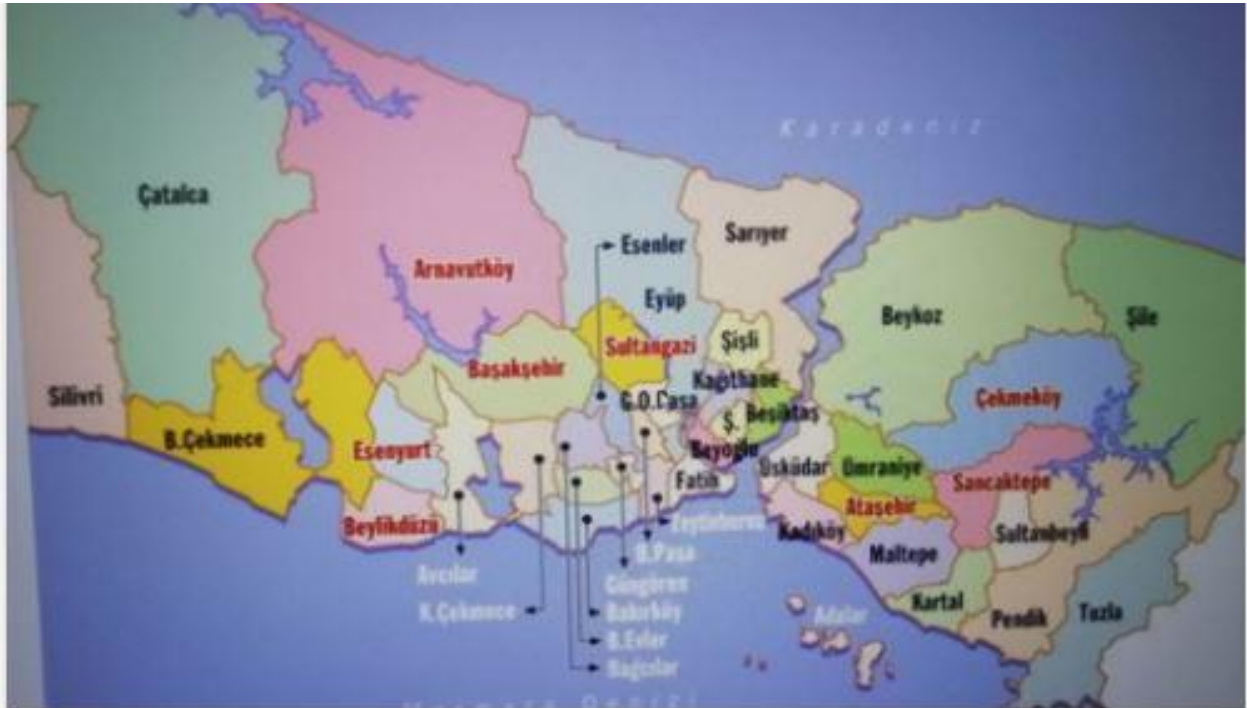 Karadeniz
Çatalca
Sarıyer
Esenler
Arnavutköy
Eyüp
Beykoz
Şile
Sultangazi
Şişli
Başakşehir
Kağıthane
Silivri
G.O.Paşa
Beşiktaş
Çekmeköy
Ş.
B.Çekmece
Esenyurt
Beyoğlu
Üsküdar
Ümraniye
Fatih
Sancaktepe
Ataşehir
Beylikdüzü
Zeytinburnu
Kadıköy
Sultanbeyli
B.Paşa
Maltepe
Avcılar
Güngören
K.Çekmece
Bakırköy
Kartal
Adalar
Pendik
Tuzla
B.Evler
Bağcılar
Marmara Denizi